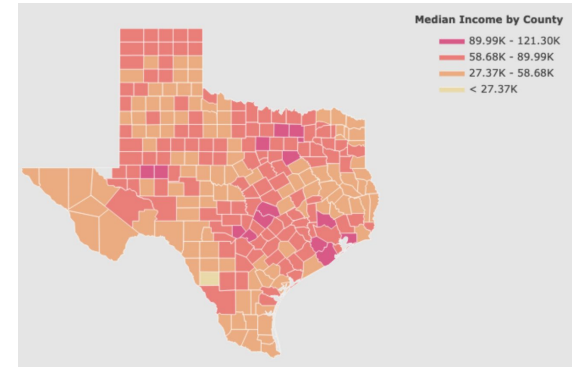 Median Income by County
89.99K - 121.30K
58.68K - 89.99K
27.37K - 58.68K
< 27.37K